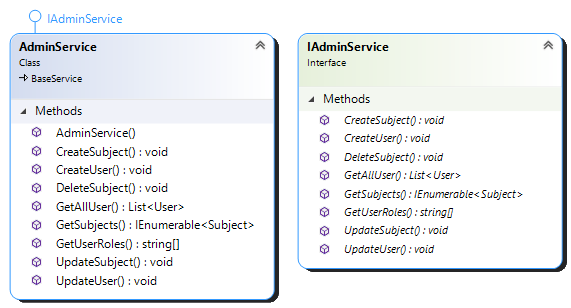 IAdminService
AdminService
Class
→ BaseService
Methods
AdminService()
CreateSubject() : void
CreateUser() : void
DeleteSubject() : void
GetAllUser() : List<User>
GetSubjects() : IEnumerable<Subject>
GetUserRoles() : string[]
UpdateSubject() : void
UpdateUser() : void
IAdminService
Interface
Methods
CreateSubject() : void
CreateUser() : void
DeleteSubject() : void
GetAllUser() : List<User>
GetSubjects() : IEnumerable<Subject>
GetUserRoles() : string[]
UpdateSubject() : void
UpdateUser() : void